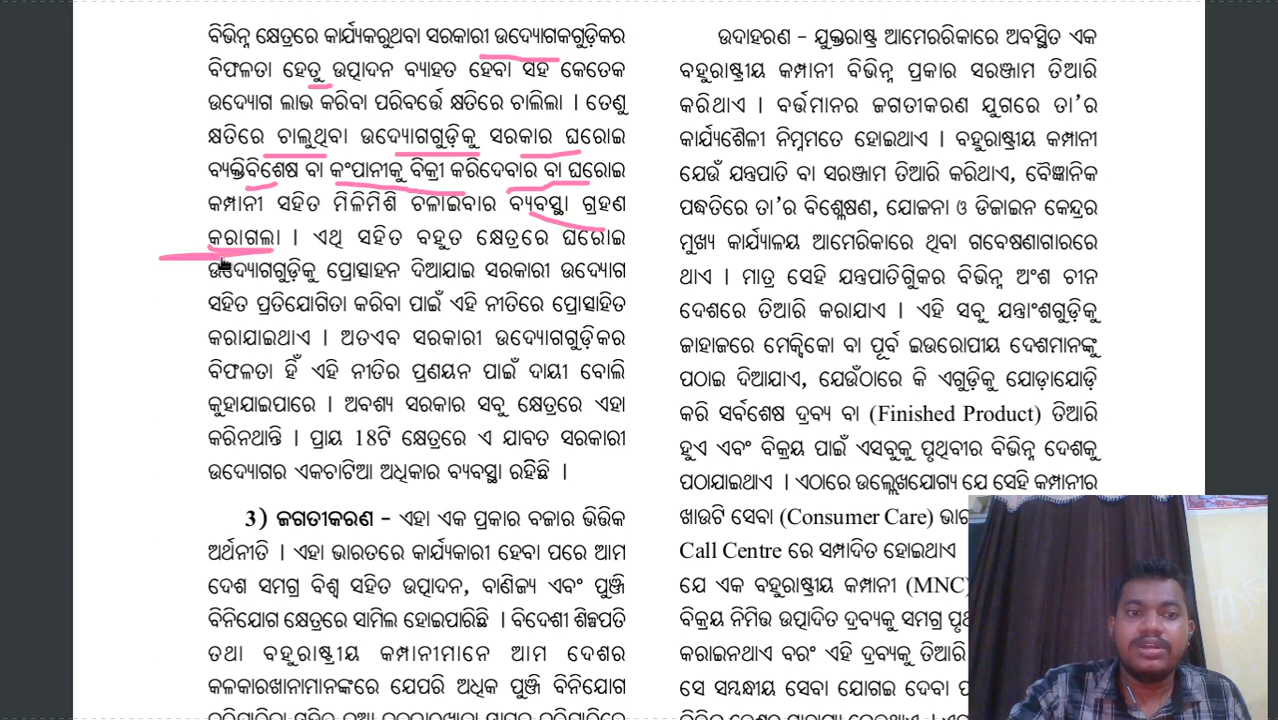 ବିଭିନ୍ନ କ୍ଷେତ୍ରରେ କାର୍ଯ୍ୟକରୁଥିବା ସରକାରୀ ଉଦ୍ୟୋଗକଗୁଡ଼ିକର
ବିଫଳତା ହେତୁ ଉତ୍ପାଦନ ବ୍ୟାହତ ହେବା ସହ କେତେକ
ଉଦ୍ୟୋଗ ଲାଭ କରିବା ପରିବର୍ତ୍ତେ କ୍ଷତିରେ ଚାଲିଲା । ତେଣୁ
କ୍ଷତିରେ ଚାଲୁଥିବା ଉଦ୍ୟୋଗଗୁଡ଼ିକୁ ସରକାର ଘରୋଇ
ବ୍ୟକ୍ତିବିଶେଷ ବା କଂପାନୀକୁ ବିକ୍ରୀ କରିଦେବାର ବା ଘରୋଇ
କମ୍ପାନୀ ସହିତ ମିଳିମିଶି ଚଳାଇବାର ବ୍ୟବସ୍ଥା ଗ୍ରହଣ
କରାଗଲା । ଏଥି ସହିତ ବହୁତ କ୍ଷେତ୍ରରେ ଘରୋଇ
ଉଦ୍ୟୋଗଗୁଡ଼ିକୁ ପ୍ରୋତ୍ସାହନ ଦିଆଯାଇ ସରକାରୀ ଉଦ୍ୟୋଗ
ସହିତ ପ୍ରତିଯୋଗିତା କରିବା ପାଇଁ ଏହି ନୀତିରେ ପ୍ରୋତ୍ସାହିତ
କରାଯାଇଥାଏ । ଅତଏବ ସରକାରୀ ଉଦ୍ୟୋଗଗୁଡ଼ିକର
ବିଫଳତା ହିଁ ଏହି ନୀତିର ପ୍ରଣୟନ ପାଇଁ ଦାୟୀ ବୋଲି
କୁହାଯାଇପାରେ । ଅବଶ୍ୟ ସରକାର ସବୁ କ୍ଷେତ୍ରରେ ଏହା
କରିନଥାନ୍ତି । ପ୍ରାୟ 18ଟି କ୍ଷେତ୍ରରେ ଏ ଯାବତ ସରକାରୀ
ଉଦ୍ୟୋଗର ଏକଚାଟିଆ ଅଧିକାର ବ୍ୟବସ୍ଥା ରହିଛି ।
3) ଜଗତୀକରଣ – ଏହା ଏକ ପ୍ରକାର ବଜାର ଭିତ୍ତିକ
ଅର୍ଥନୀତି । ଏହା ଭାରତରେ କାର୍ଯ୍ୟକାରୀ ହେବା ପରେ ଆମ
ଦେଶ ସମଗ୍ର ବିଶ୍ୱ ସହିତ ଉତ୍ପାଦନ, ବାଣିଜ୍ୟ ଏବଂ ପୁଞ୍ଜି
ବିନିଯୋଗ କ୍ଷେତ୍ରରେ ସାମିଲ ହୋଇପାରିଛି । ବିଦେଶୀ ଶିଳ୍ପପତି
ତଥା ବହୁରାଷ୍ଟ୍ରୀୟ କମ୍ପାନୀମାନେ ଆମ ଦେଶର
କଳକାରଖାନାମାନଙ୍କରେ ଯେପରି ଅଧିକ ପୁଞ୍ଜି ବିନିଯୋଗ
ଉଦାହରଣ – ଯୁକ୍ତରାଷ୍ଟ୍ର ଆମେରରିକାରେ ଅବସ୍ଥିତ ଏକ
ବହୁରାଷ୍ଟ୍ରୀୟ କମ୍ପାନୀ ବିଭିନ୍ନ ପ୍ରକାର ସରଞ୍ଜାମ ତିଆରି
କରିଥାଏ । ବର୍ତ୍ତମାନର ଜଗତୀକରଣ ଯୁଗରେ ତା’ର
କାର୍ଯ୍ୟଶୈଳୀ ନିମ୍ନମତେ ହୋଇଥାଏ । ବହୁରାଷ୍ଟ୍ରୀୟ କମ୍ପାନୀ
ଯେଉଁ ଯନ୍ତ୍ରପାତି ବା ସରଞ୍ଜାମ ତିଆରି କରିଥାଏ, ବୈଜ୍ଞାନିକ
ପଦ୍ଧତିରେ ତା’ର ବିଶ୍ଳେଷଣ, ଯୋଜନା ଓ ଡିଜାଇନ କେନ୍ଦ୍ରର
ମୁଖ୍ୟ କାର୍ଯ୍ୟାଳୟ ଆମେରିକାରେ ଥିବା ଗବେଷଣାଗାରରେ
ଥାଏ । ମାତ୍ର ସେହି ଯନ୍ତ୍ରପାତିଗୁିକର ବିଭିନ୍ନ ଅଂଶ ଚୀନ
ଦେଶରେ ତିଆରି କରାଯାଏ । ଏହି ସବୁ ଯନ୍ତ୍ରାଂଶଗୁଡ଼ିକୁ
ଜାହାଜରେ ମେକ୍ସିକୋ ବା ପୂର୍ବ ଇଉରୋପୀୟ ଦେଶମାନଙ୍କୁ
ପଠାଇ ଦିଆଯାଏ, ଯେଉଁଠାରେ କି ଏଗୁଡ଼ିକୁ ଯୋଡ଼ାଯୋଡ଼ି
କରି ସର୍ବଶେଷ ଦ୍ରବ୍ୟ ବା (Finished Product) ତିଆରି
ହୁଏ ଏବଂ ବିକ୍ରୟ ପାଇଁ ଏସବୁକୁ ପୃଥିବୀର ବିଭିନ୍ନ ଦେଶକୁ
ପଠାଯାଇଥାଏ । ଏଠାରେ ଉଲ୍ଲେଖଯୋଗ୍ୟ ଯେ ସେହି କମ୍ପାନୀର
ଖାଉଟି ସେବା (Consumer Care)
Call Centre ରେ ସମ୍ପାଦିତ ହୋଇଥାଏ
ଯେ ଏକ ବହୁରାଷ୍ଟ୍ରୀୟ କମ୍ପାନୀ (MNC)
ବିକ୍ରୟ ନିମିତ୍ତ ଉତ୍ପାଦିତ ଦ୍ରବ୍ୟକୁ ସମଗ୍ର
କରାଇନଥାଏ ବରଂ ଏହି ଦ୍ରବ୍ୟକୁ ତିଆରି
ସେ ସମ୍ବନ୍ଧୀୟ ସେବା ଯୋଗାଇ ଦେବା